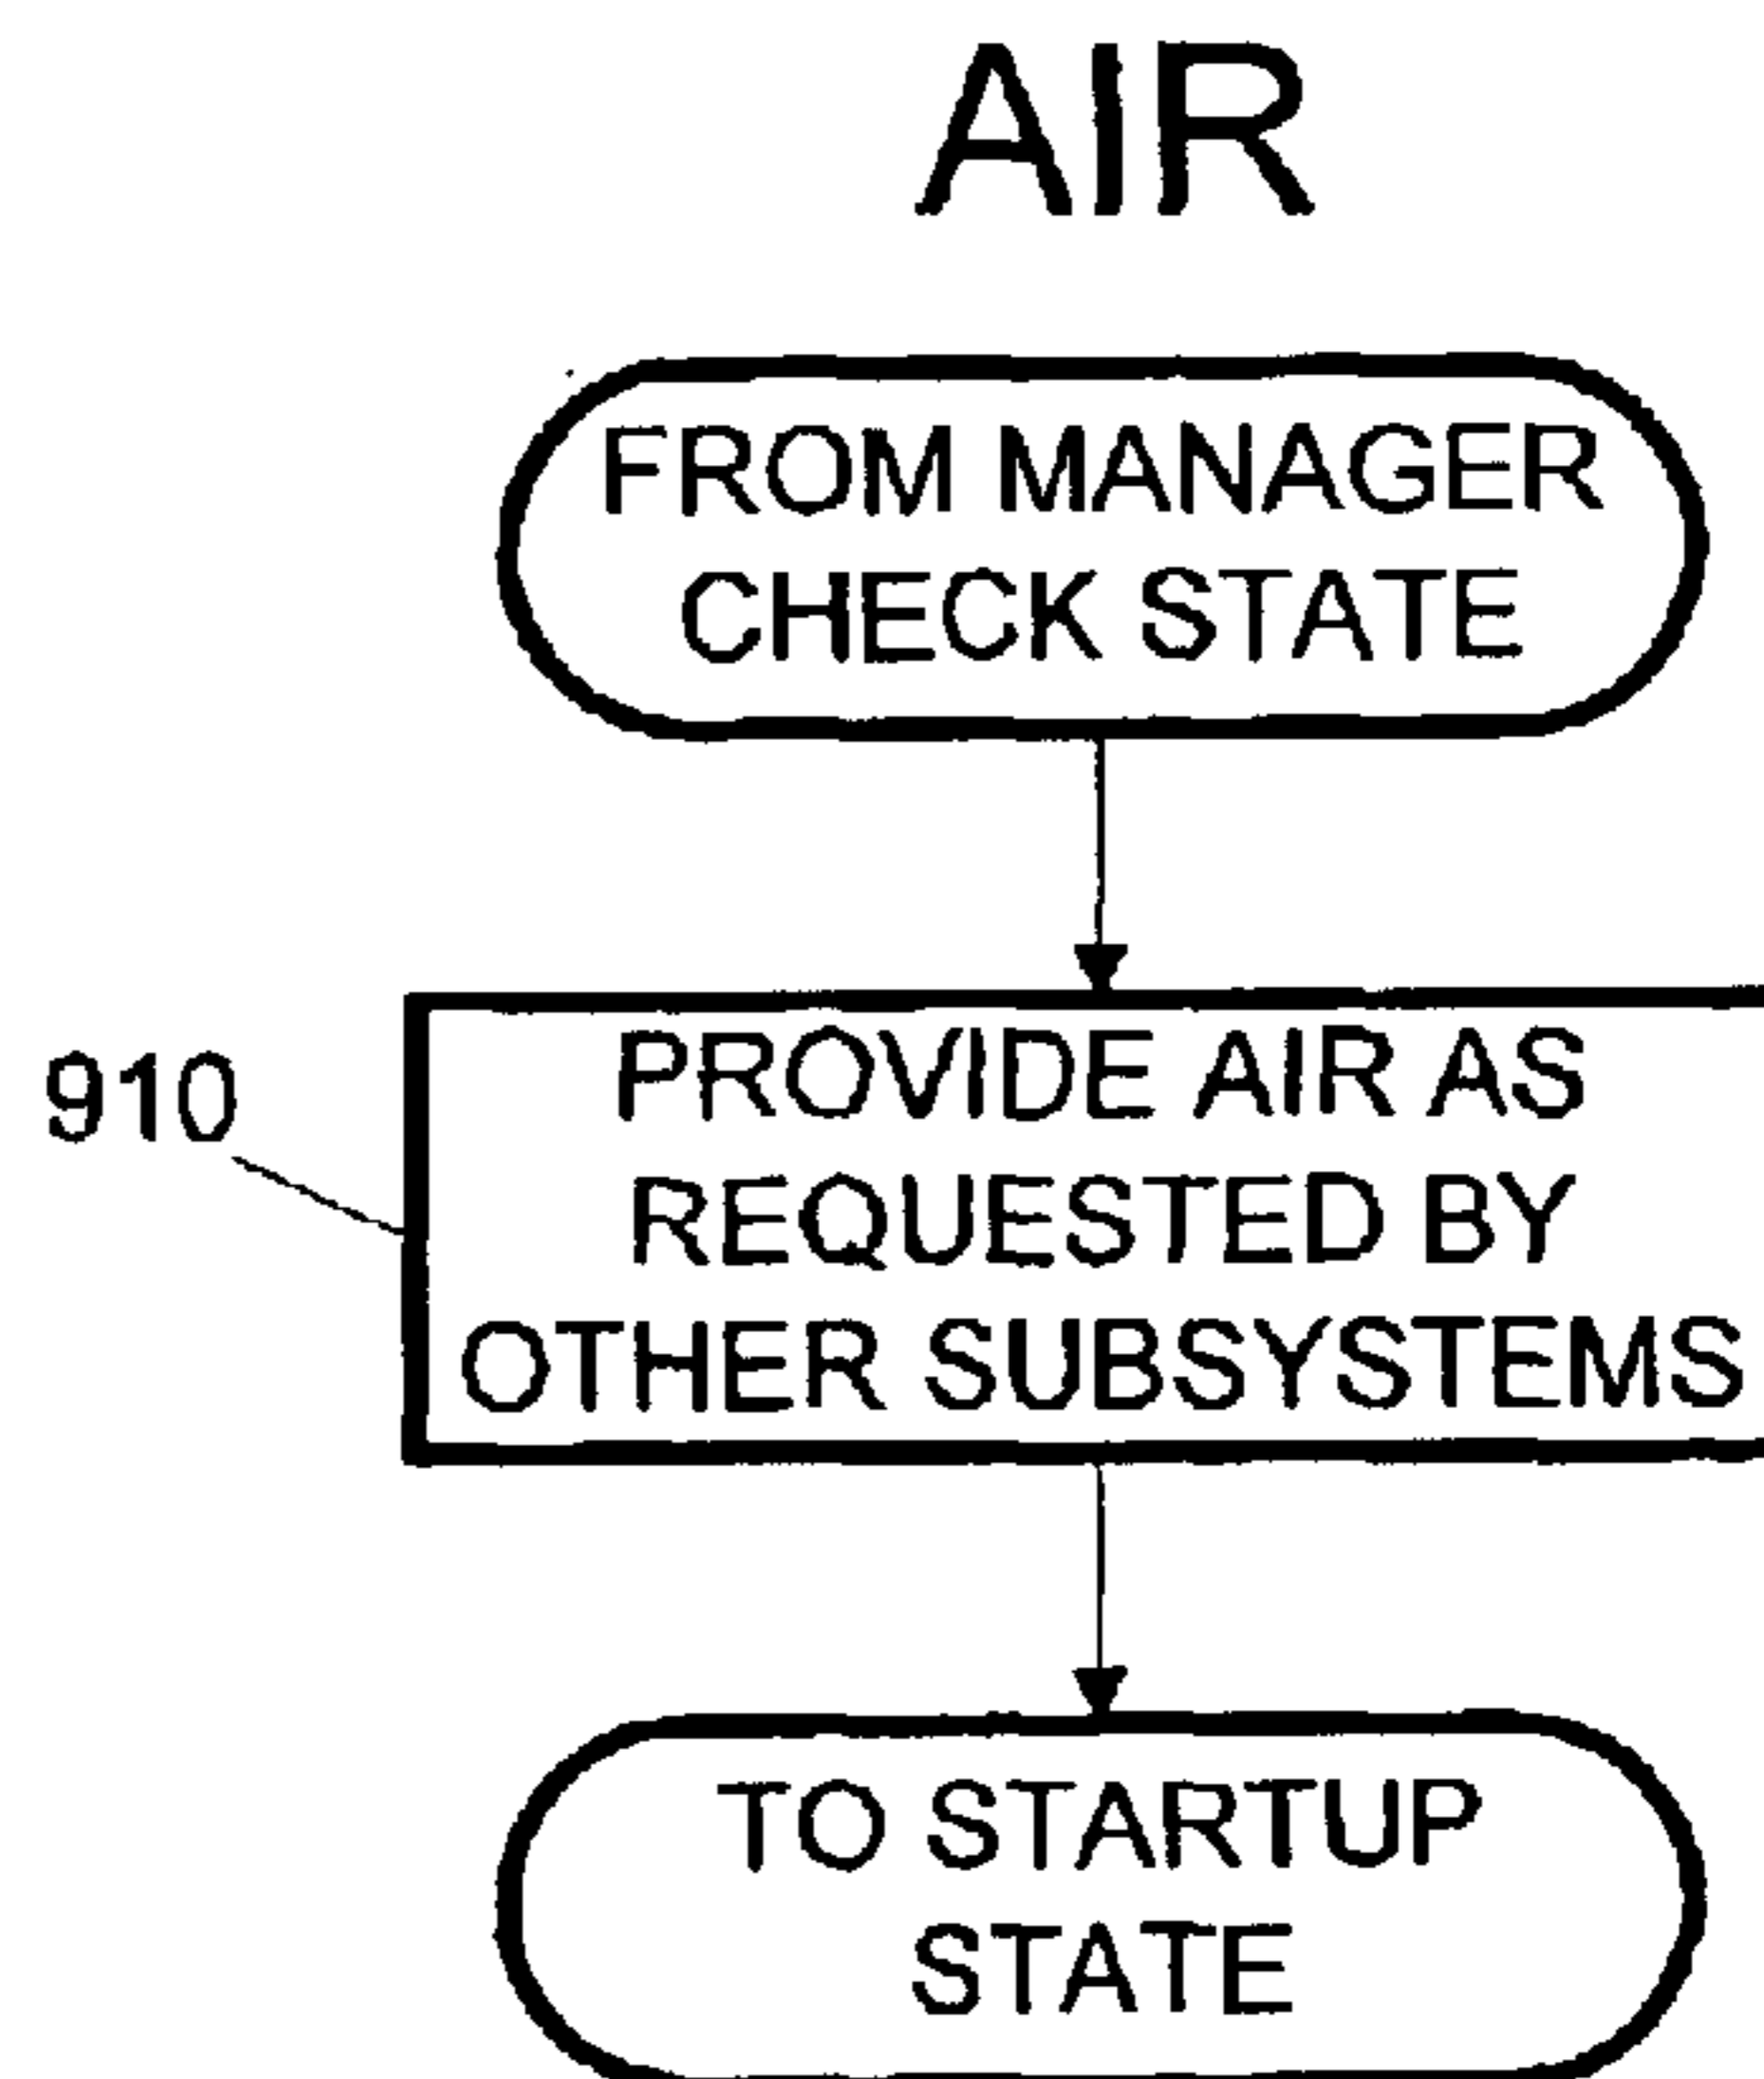 AIR
FROM MANAGER
CHECK STATE
910
PROVIDE AIR AS
REQUESTED BY
OTHER SUBSYSTEMS
TO STARTUP
STATE